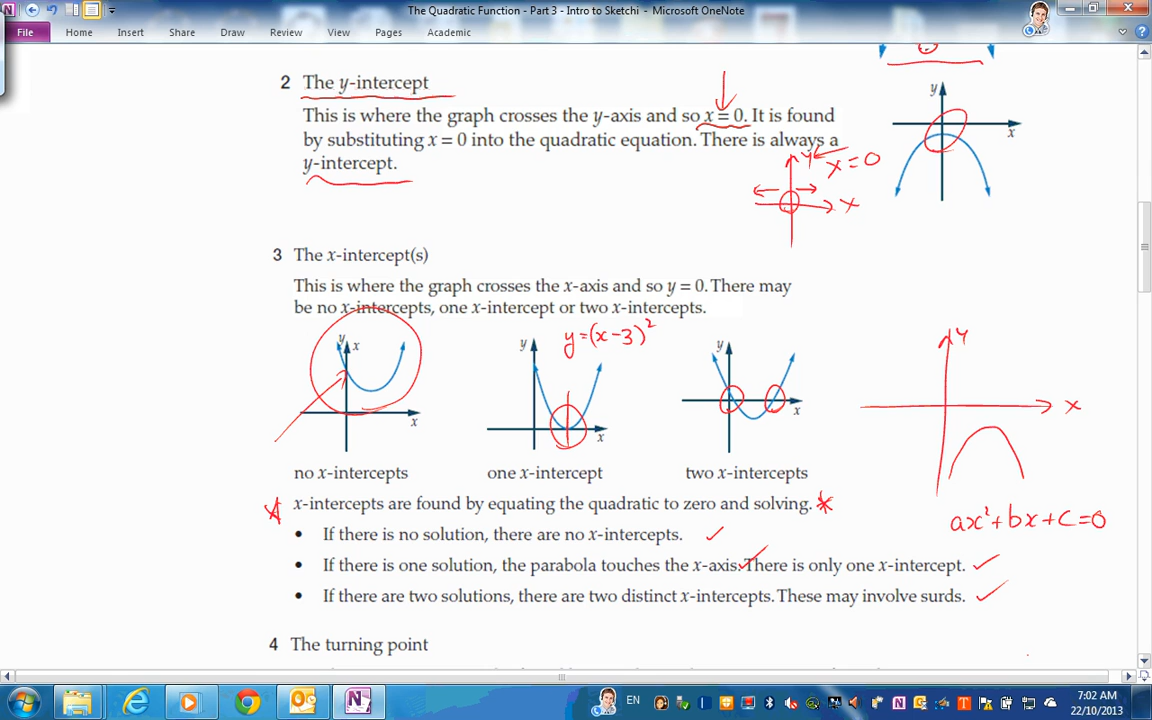 The Quadratic Function - Part 3 - Intro to Sketchi - Microsoft OneNote
File Home Insert Share Draw Review View Pages Academic
2 The y-intercept
This is where the graph crosses the y-axis and so x = 0. It is found
by substituting x = 0 into the quadratic equation. There is always a
y-intercept.
y
x
y
x = 0
x
3 The x-intercept(s)
This is where the graph crosses the x-axis and so y = 0. There may
be no x-intercepts, one x-intercept or two x-intercepts.
y = (x-3)²
y x
y
y
y
x
x
x
x
no x-intercepts one x-intercept two x-intercepts
x-intercepts are found by equating the quadratic to zero and solving.
ax²+bx+c=0
• If there is no solution, there are no x-intercepts.
• If there is one solution, the parabola touches the x-axis. There is only one x-intercept.
• If there are two solutions, there are two distinct x-intercepts. These may involve surds.
4 The turning point
EN
7:02 AM
22/10/2013